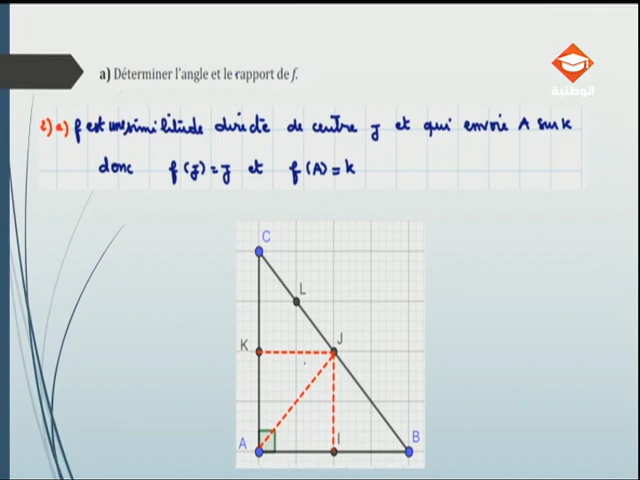 a) Déterminer l'angle et le rapport de f.
الوطنية
2) a) f est une similitude directe de centre J et qui envoie A sur K
donc f(J) = J et f(A) = K
C
L
K
J
A
I
B